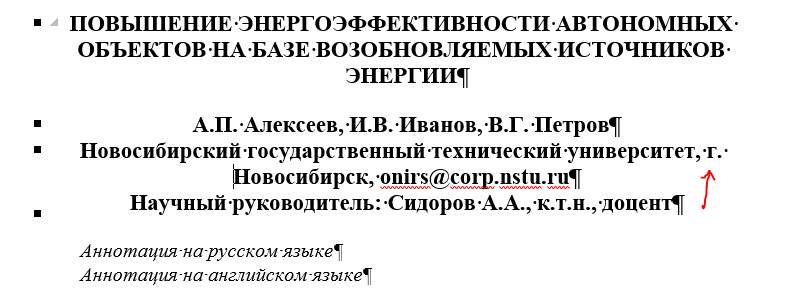 ПОВЫШЕНИЕ ЭНЕРГОЭФФЕКТИВНОСТИ АВТОНОМНЫХ
ОБЪЕКТОВ НА БАЗЕ ВОЗОБНОВЛЯЕМЫХ ИСТОЧНИКОВ
ЭНЕРГИИ¶
А.П. Алексеев, И.В. Иванов, В.Г. Петров¶
Новосибирский государственный технический университет, г.
Новосибирск, onirs@corp.nstu.ru¶
Научный руководитель: Сидоров А.А., к.т.н., доцент¶
Аннотация на русском языке¶
Аннотация на английском языке¶